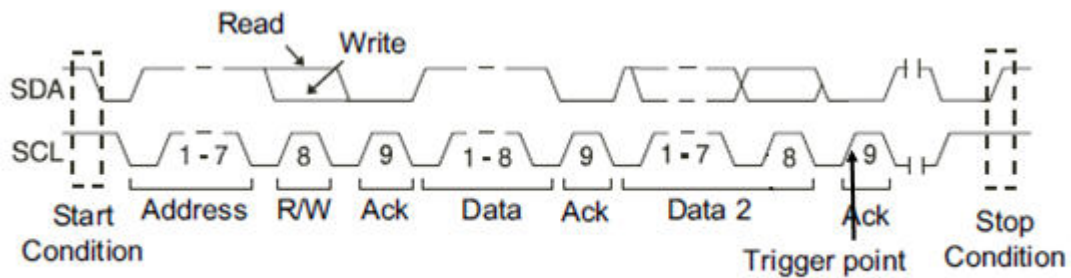 Read
Write
SDA
SCL
1 - 7 8 9 1 - 8 9 1 - 7 8 9
Address R/W Ack Data Ack Data 2 Ack
Start Condition
Trigger point
Stop Condition